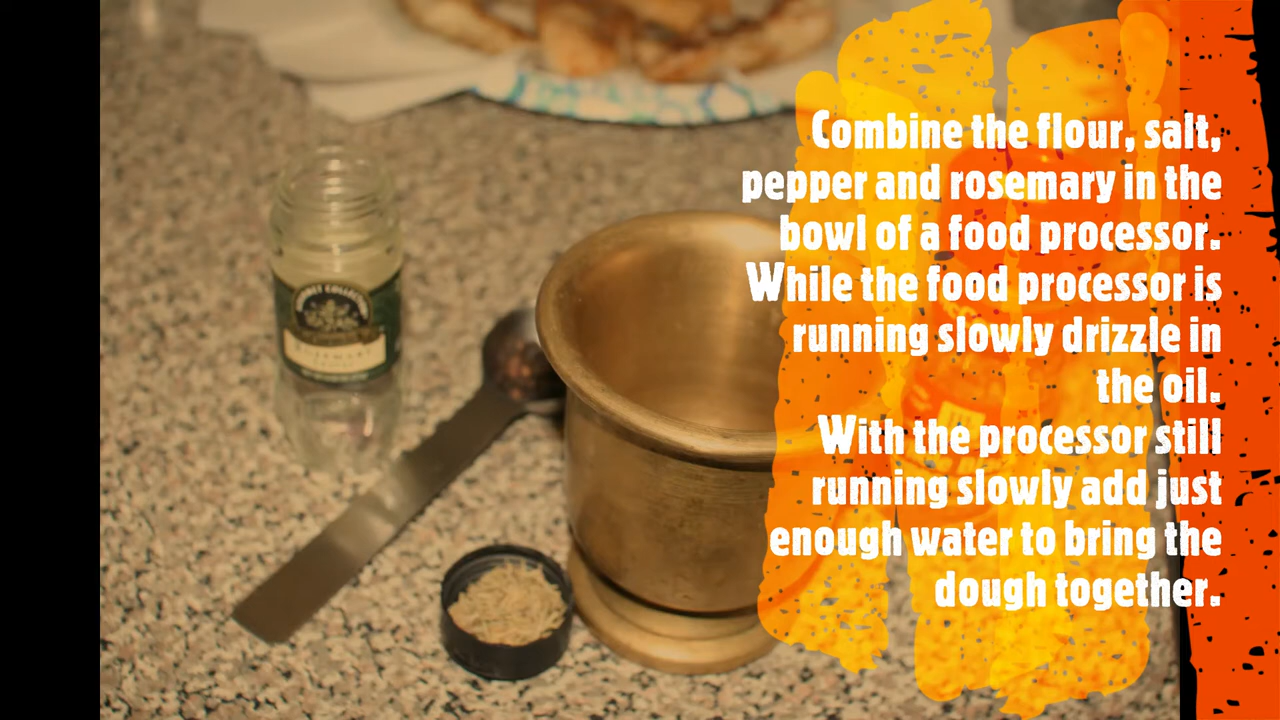 Combine the flour, salt,
pepper and rosemary in the
bowl of a food processor.
While the food processor is
running slowly drizzle in
the oil.
With the processor still
running slowly add just
enough water to bring the
dough together.